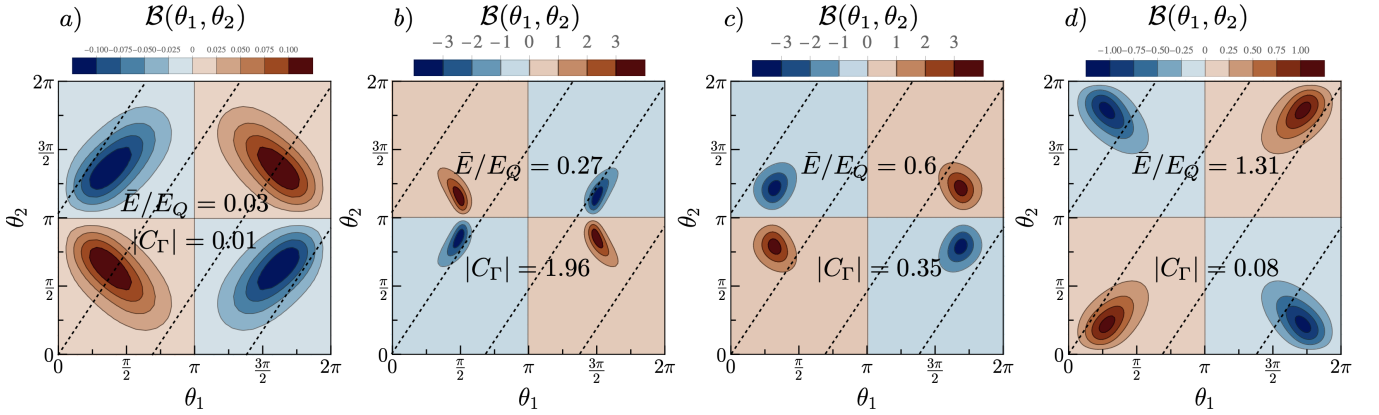 a) 𝓑(θ₁, θ₂)
-0.100 -0.075 -0.050 -0.025 0 0.025 0.050 0.075 0.100
2π
3π/2
π
π/2
0
θ₂
Ē/E_Q = 0.03
|C_Γ| = 0.01
0 π/2 π 3π/2 2π
θ₁
b) 𝓑(θ₁, θ₂)
−3 −2 −1 0 1 2 3
2π
3π/2
π
π/2
0
θ₂
Ē/E_Q = 0.27
|C_Γ| = 1.96
0 π/2 π 3π/2 2π
θ₁
c) 𝓑(θ₁, θ₂)
−3 −2 −1 0 1 2 3
2π
3π/2
π
π/2
0
θ₂
Ē/E_Q = 0.6
|C_Γ| = 0.35
0 π/2 π 3π/2 2π
θ₁
d) 𝓑(θ₁, θ₂)
-1.00 -0.75 -0.50 -0.25 0 0.25 0.50 0.75 1.00
2π
3π/2
π
π/2
0
θ₂
Ē/E_Q = 1.31
|C_Γ| = 0.08
0 π/2 π 3π/2 2π
θ₁